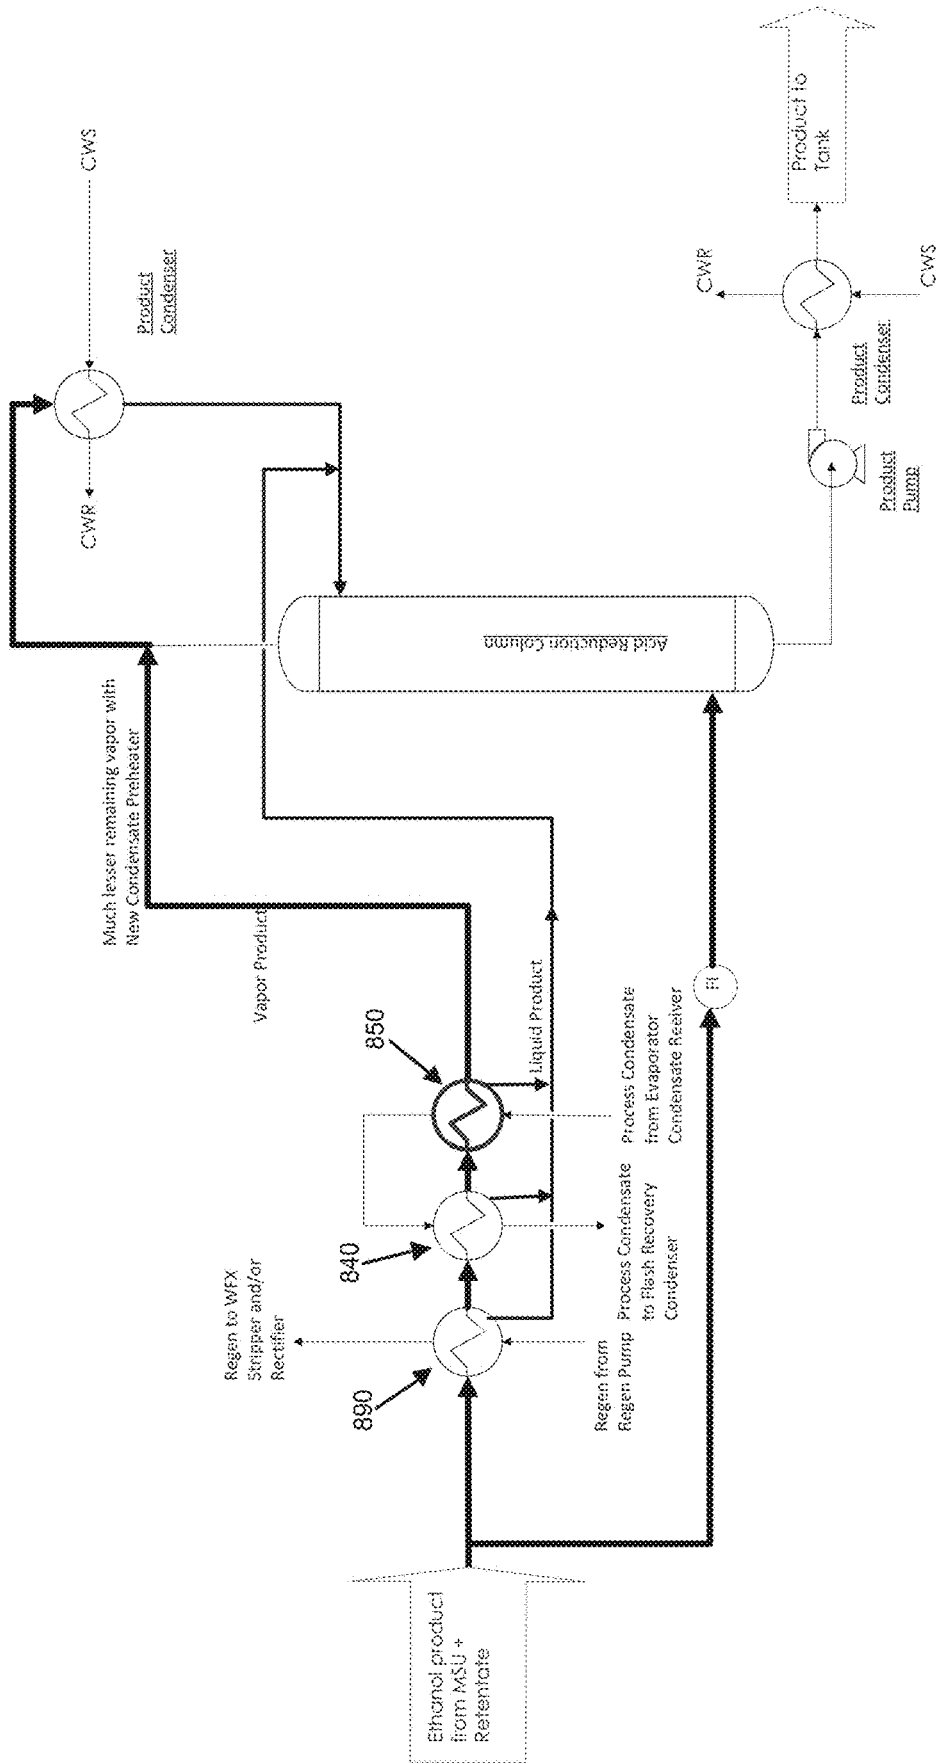 CWS
Product
Condenser
CWR
Much lesser remaining vapor with
New Condensate Preheater
Vapor Product
Liquid Product
Acid Reduction Column
Product to
Tank
CWR
CWS
Product
Condenser
Product
Pump
850
840
890
Regen to WFX
Stripper and/or
Rectifier
Process Condensate
from Evaporator
Condensate Reeiver
Process Condensate
to Flash Recovery
Condenser
Regen from
Regen Pump
Ethanol product
from MSU +
Retentate